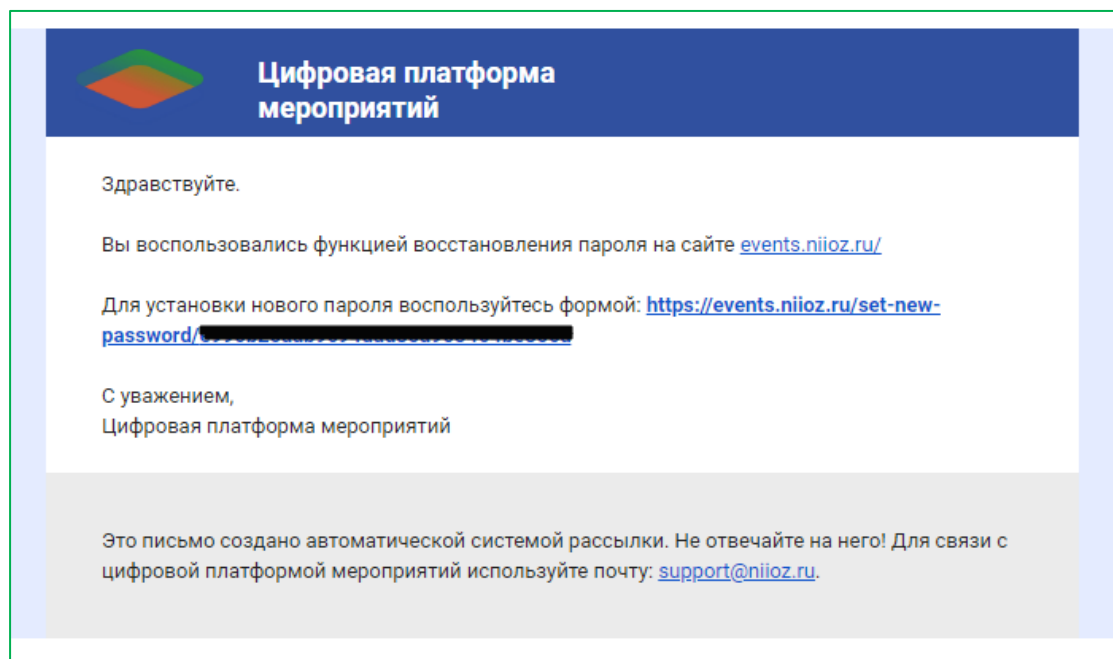 Цифровая платформа
мероприятий
Здравствуйте.
Вы воспользовались функцией восстановления пароля на сайте events.niioz.ru/
Для установки нового пароля воспользуйтесь формой: https://events.niioz.ru/set-new-
password/
С уважением,
Цифровая платформа мероприятий
Это письмо создано автоматической системой рассылки. Не отвечайте на него! Для связи с
цифровой платформой мероприятий используйте почту: support@niioz.ru.